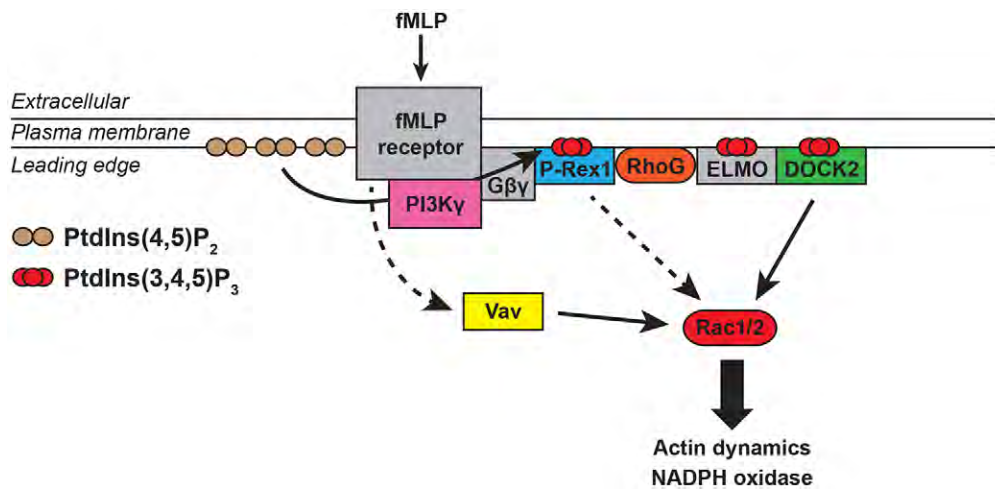 fMLP
Extracellular
Plasma membrane
Leading edge
fMLP
receptor
PI3Kγ
Gβγ
P-Rex1
RhoG
ELMO
DOCK2
PtdIns(4,5)P₂
PtdIns(3,4,5)P₃
Vav
Rac1/2
Actin dynamics
NADPH oxidase